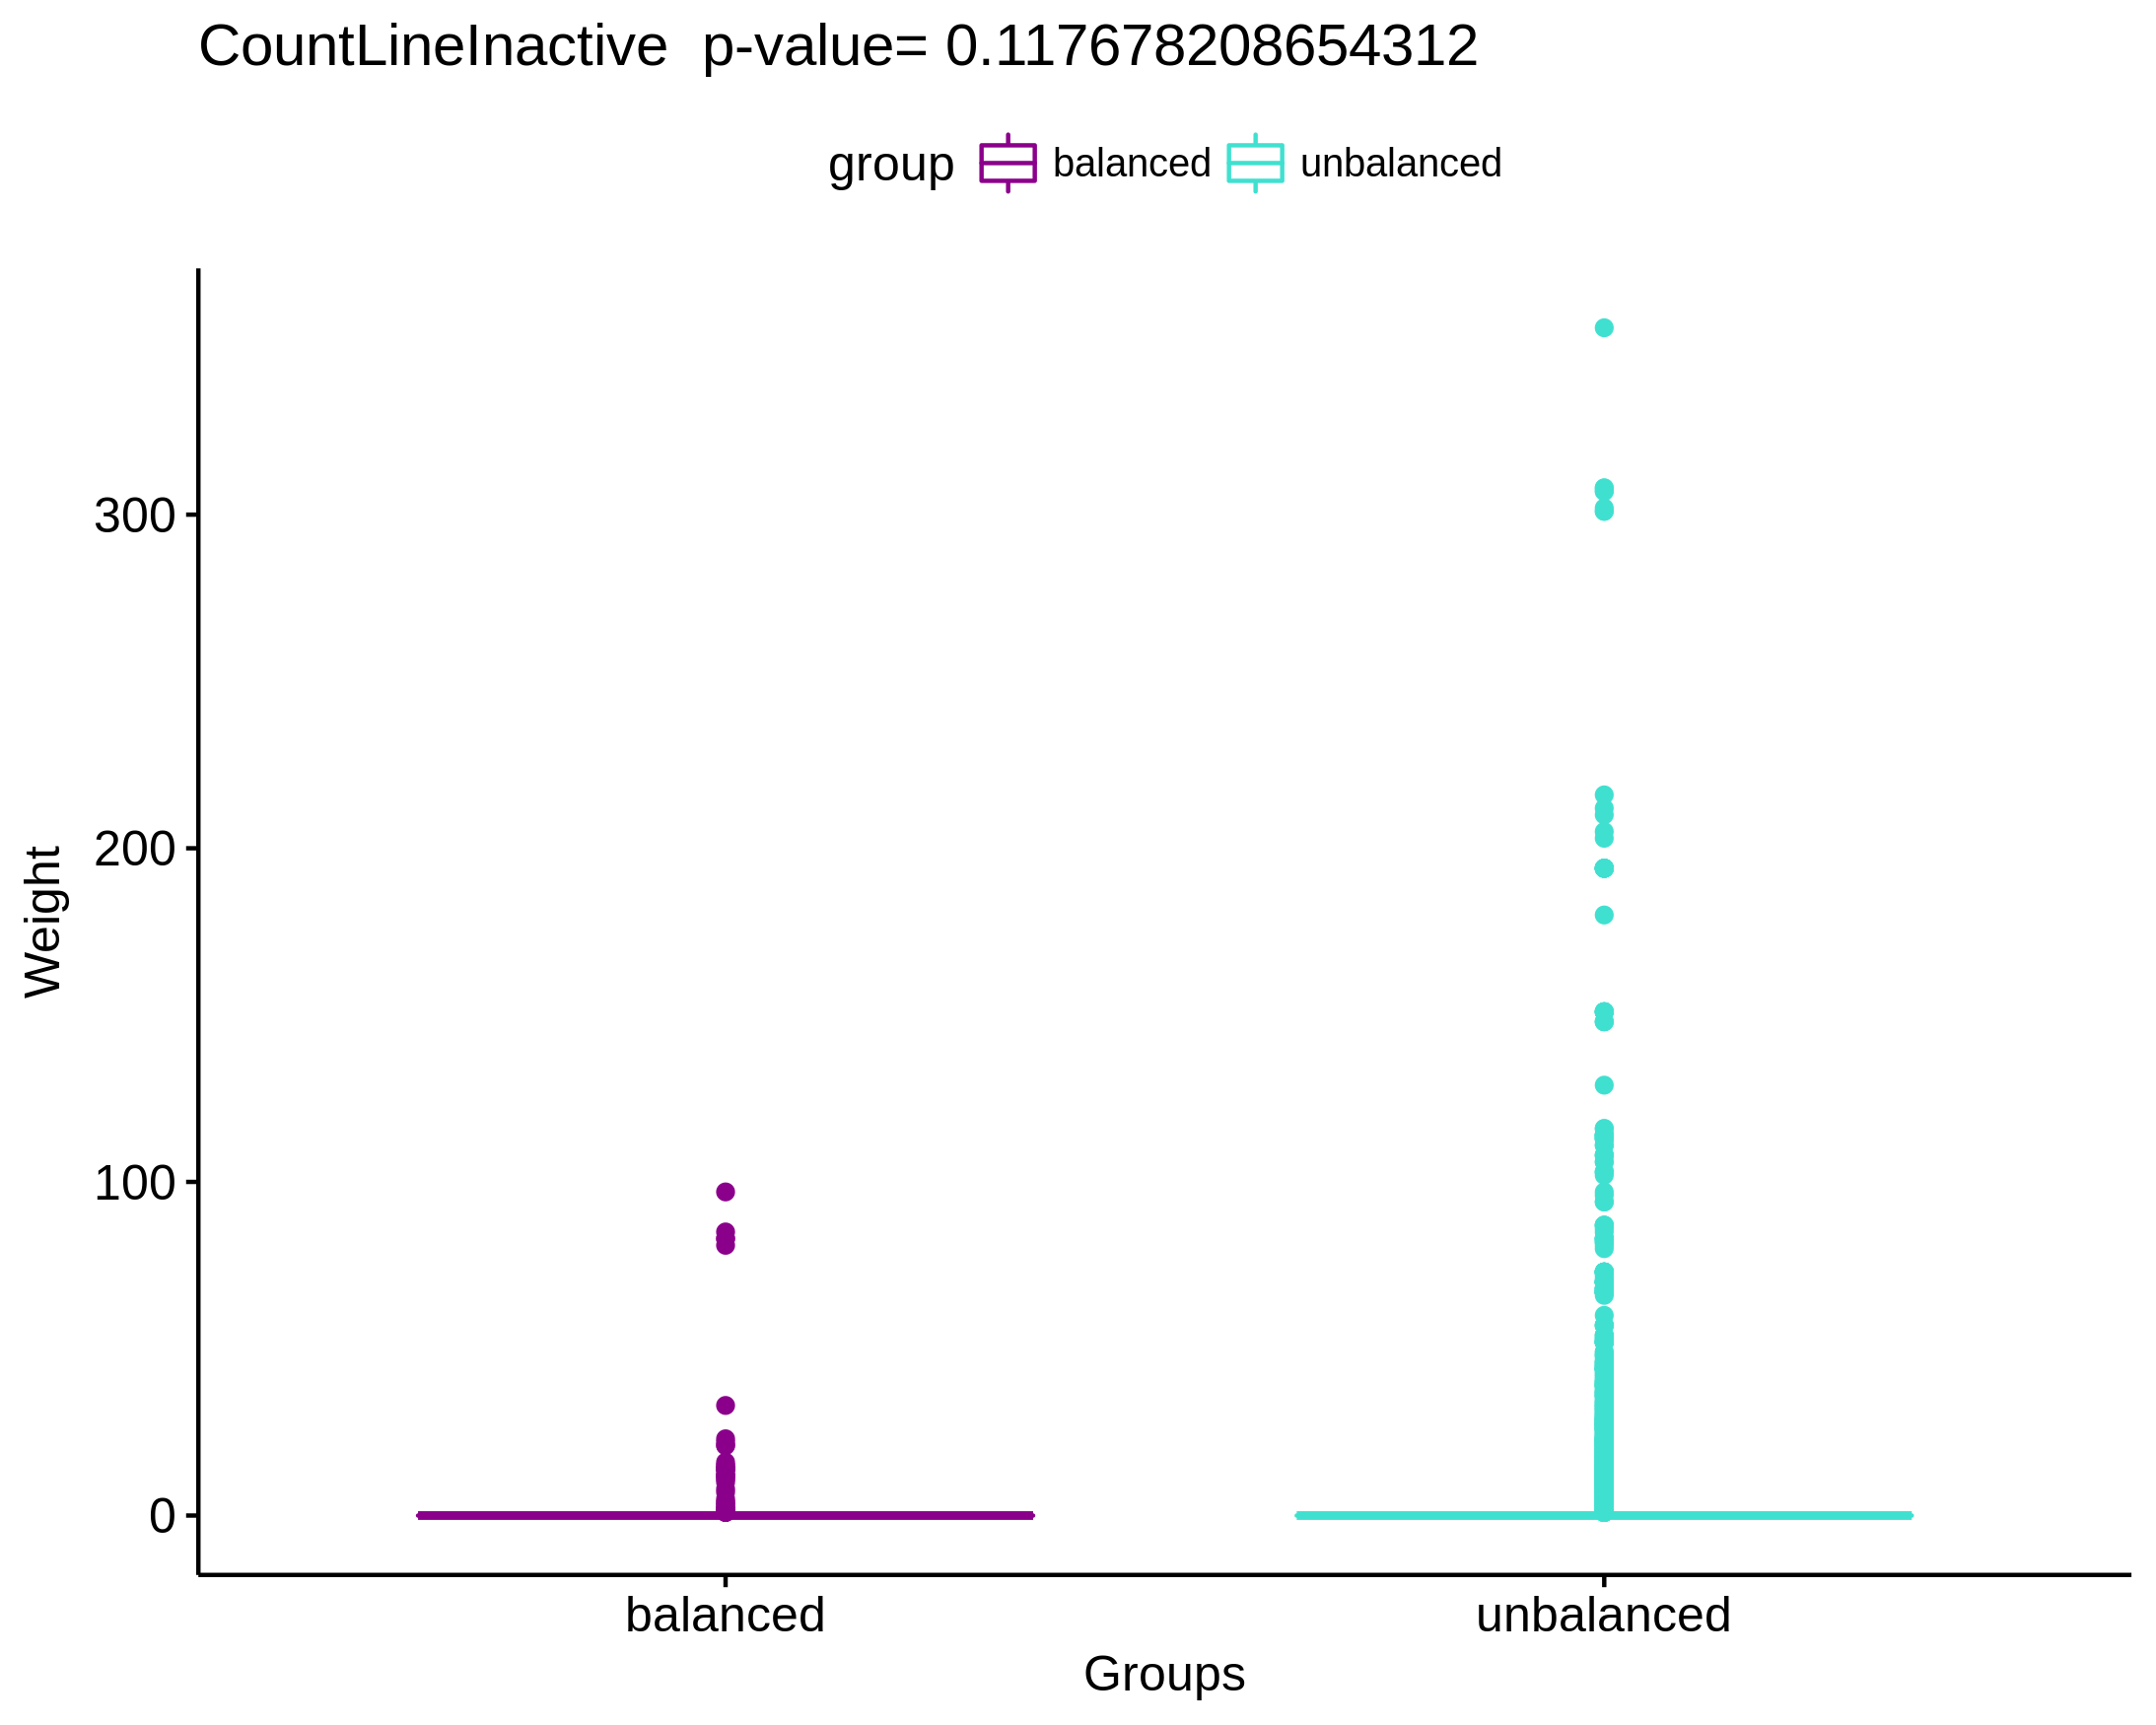 CountLineInactive  p-value= 0.117678208654312
group balanced unbalanced
300
200
100
0
Weight
balanced unbalanced
Groups